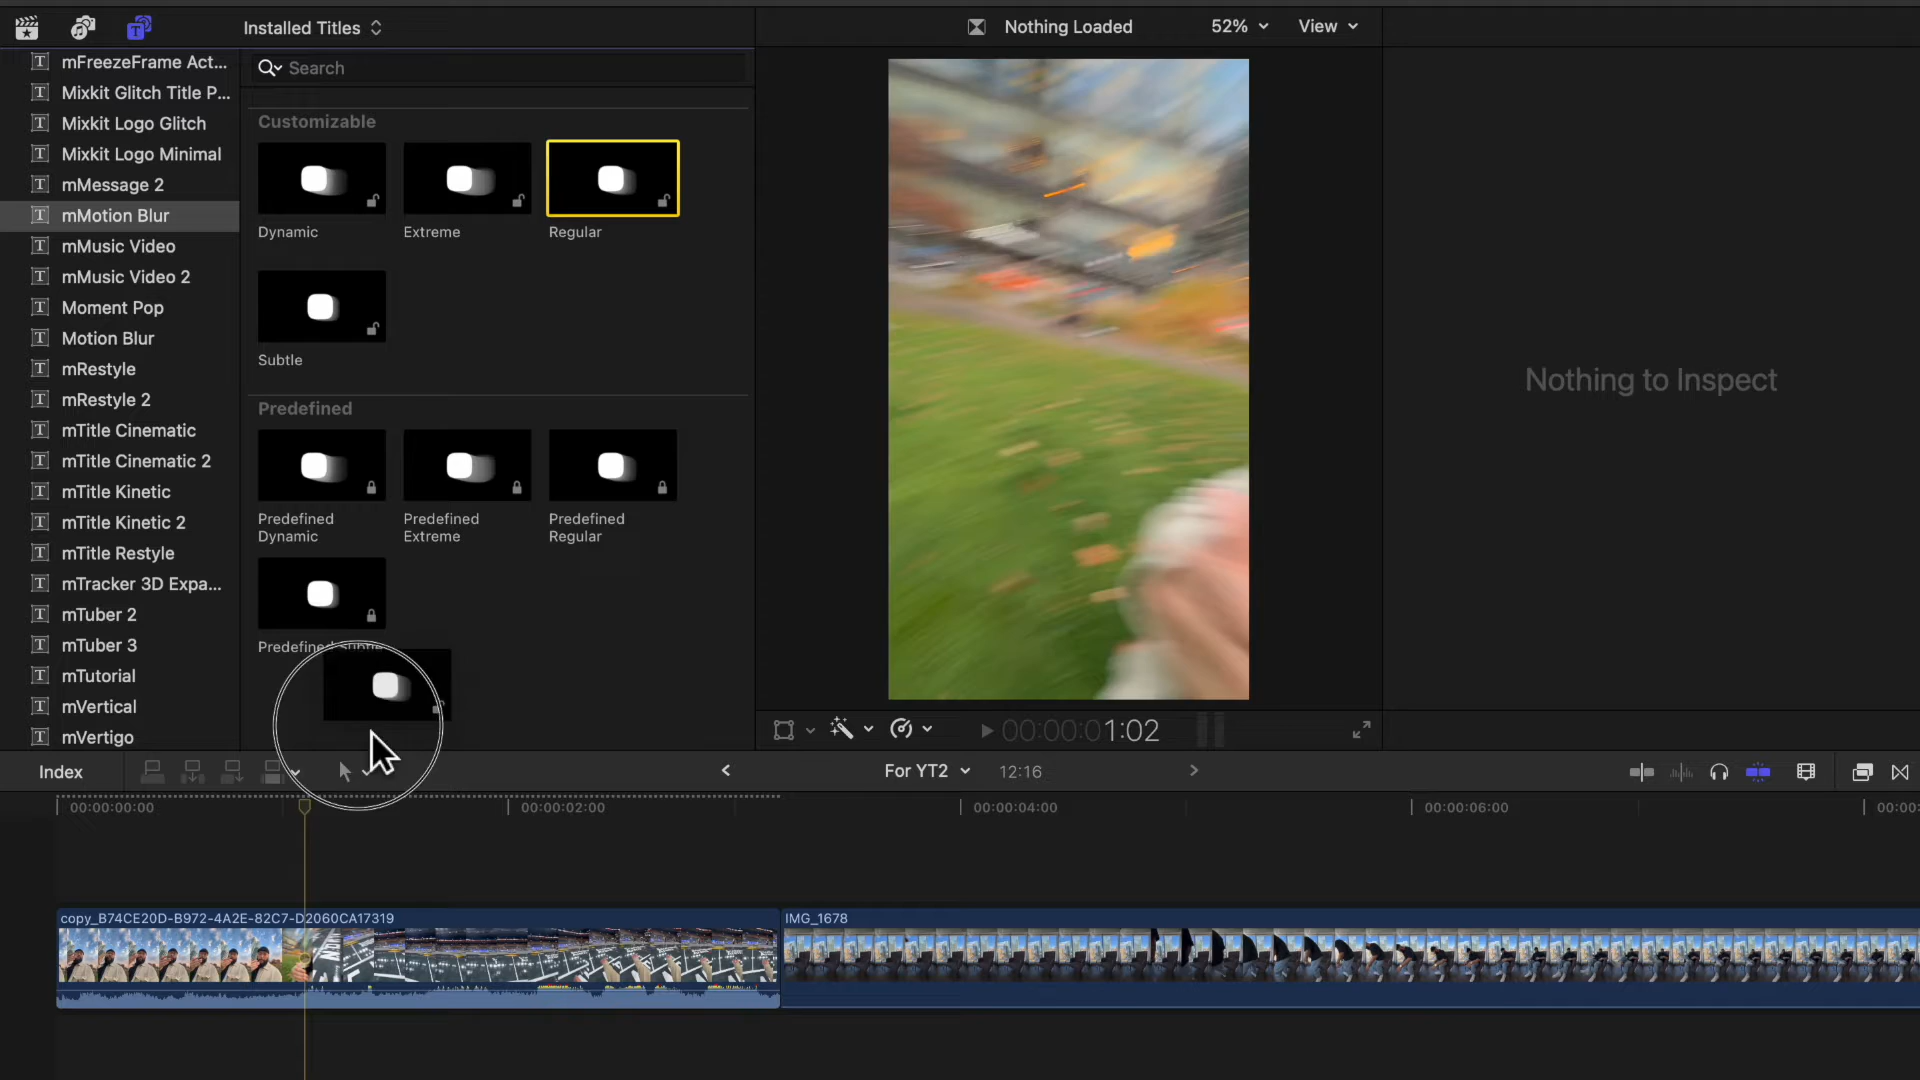 Installed Titles
Nothing Loaded
52%
View
mFreezeFrame Act...
Mixkit Glitch Title P...
Mixkit Logo Glitch
Mixkit Logo Minimal
mMessage 2
mMotion Blur
mMusic Video
mMusic Video 2
Moment Pop
Motion Blur
mRestyle
mRestyle 2
mTitle Cinematic
mTitle Cinematic 2
mTitle Kinetic
mTitle Kinetic 2
mTitle Restyle
mTracker 3D Expa...
mTuber 2
mTuber 3
mTutorial
mVertical
mVertigo
Search
Customizable
Dynamic
Extreme
Regular
Subtle
Predefined
Predefined Dynamic
Predefined Extreme
Predefined Regular
Predefined Subtle
Nothing to Inspect
00:00:01:02
Index
For YT2
12:16
00:00:00:00
00:00:02:00
00:00:04:00
00:00:06:00
00:00:
copy_B74CE20D-B972-4A2E-82C7-D2060CA17319
IMG_1678